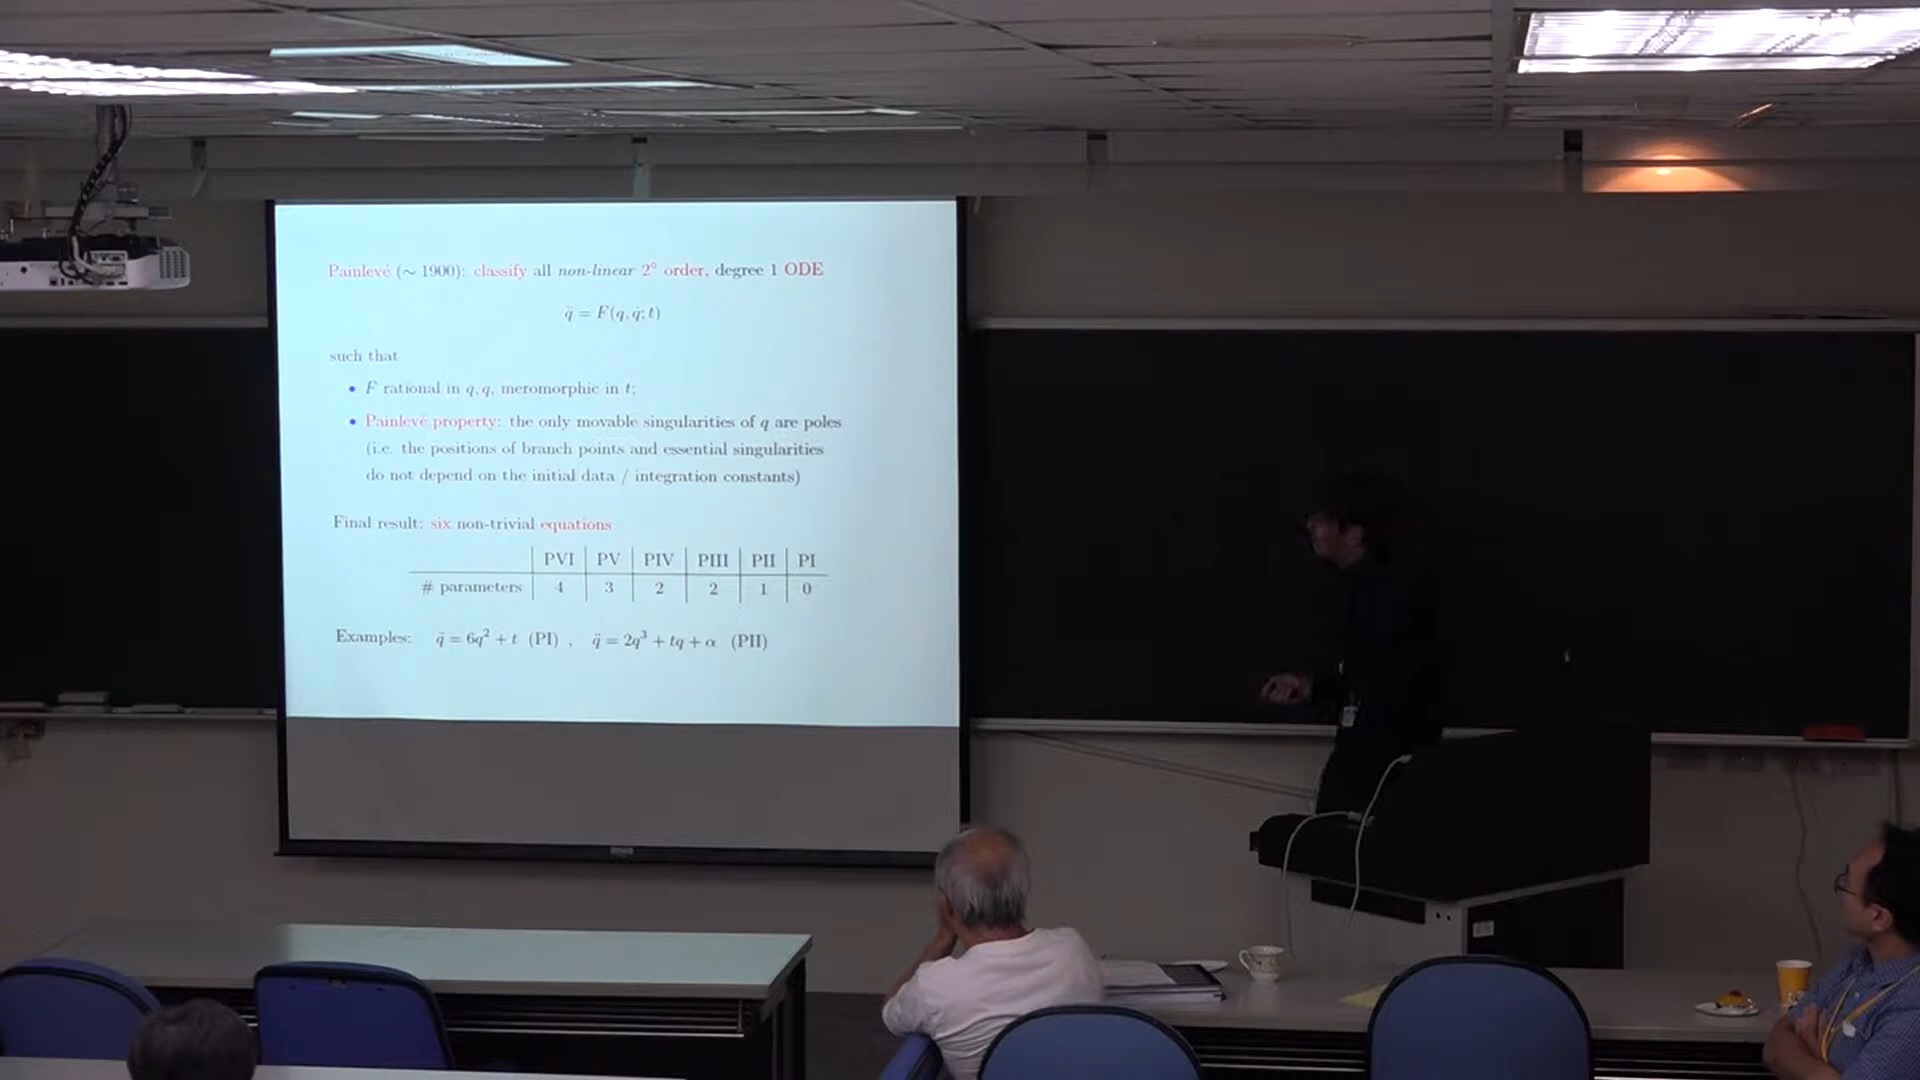 Painlevé (∼ 1900): classify all non-linear 2° order, degree 1 ODE
q̈ = F(q, q̇; t)
such that
• F rational in q, q̇, meromorphic in t;
• Painlevé property: the only movable singularities of q are poles
(i.e. the positions of branch points and essential singularities
do not depend on the initial data / integration constants)
Final result: six non-trivial equations
PVI PV PIV PIII PII PI
# parameters 4 3 2 2 1 0
Examples: q̈ = 6q² + t (PI) , q̈ = 2q³ + tq + α (PII)